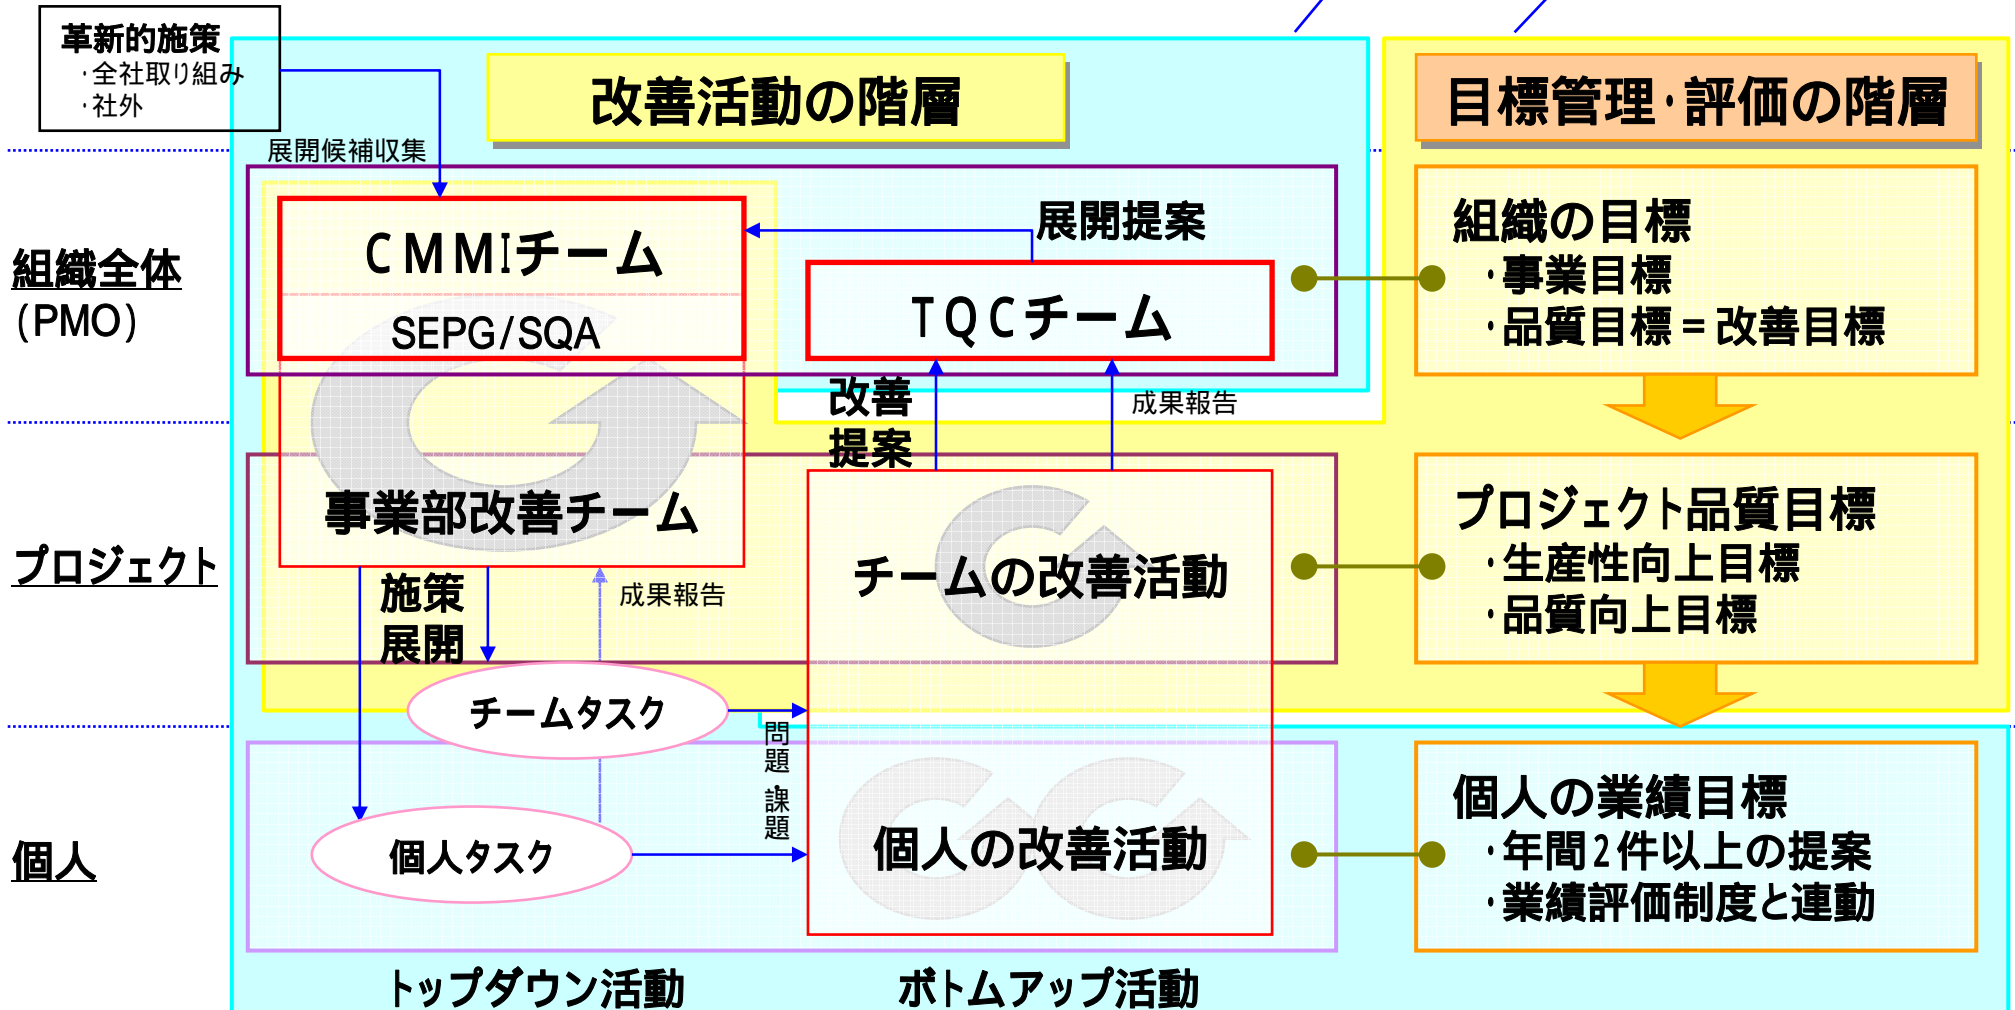 革新的施策
・全社取り組み
・社外
改善活動の階層
目標管理・評価の階層
展開候補収集
組織全体
(PMO)
CMMIチーム
SEPG/SQA
展開提案
TQCチーム
組織の目標
・事業目標
・品質目標=改善目標
改善
提案
成果報告
プロジェクト
事業部改善チーム
チームの改善活動
プロジェクト品質目標
・生産性向上目標
・品質向上目標
施策
展開
成果報告
チームタスク
問題・課題
個人
個人タスク
個人の改善活動
個人の業績目標
・年間2件以上の提案
・業績評価制度と連動
トップダウン活動
ボトムアップ活動